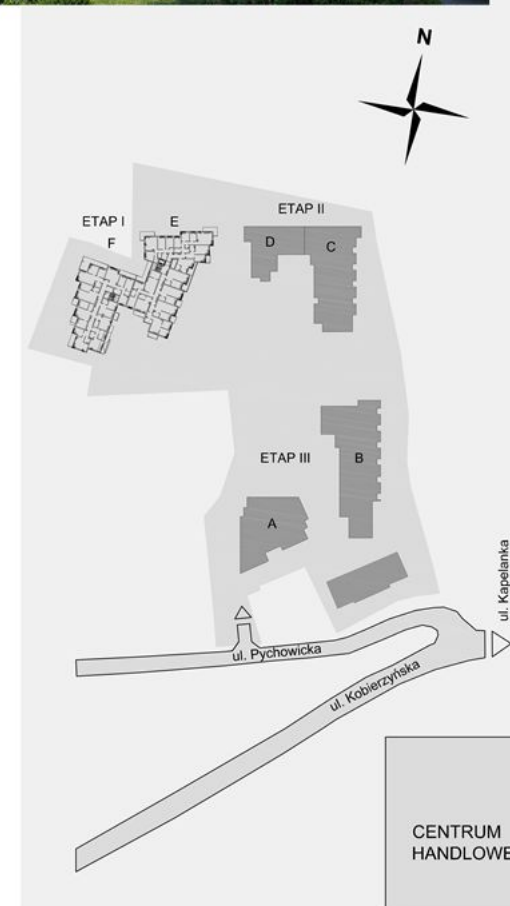 N
ETAP I
F
E
ETAP II
D
C
ETAP III
B
A
ul. Kapelanka
ul. Pychowicka
ul. Kobierzyńska
CENTRUM
HANDLOWE